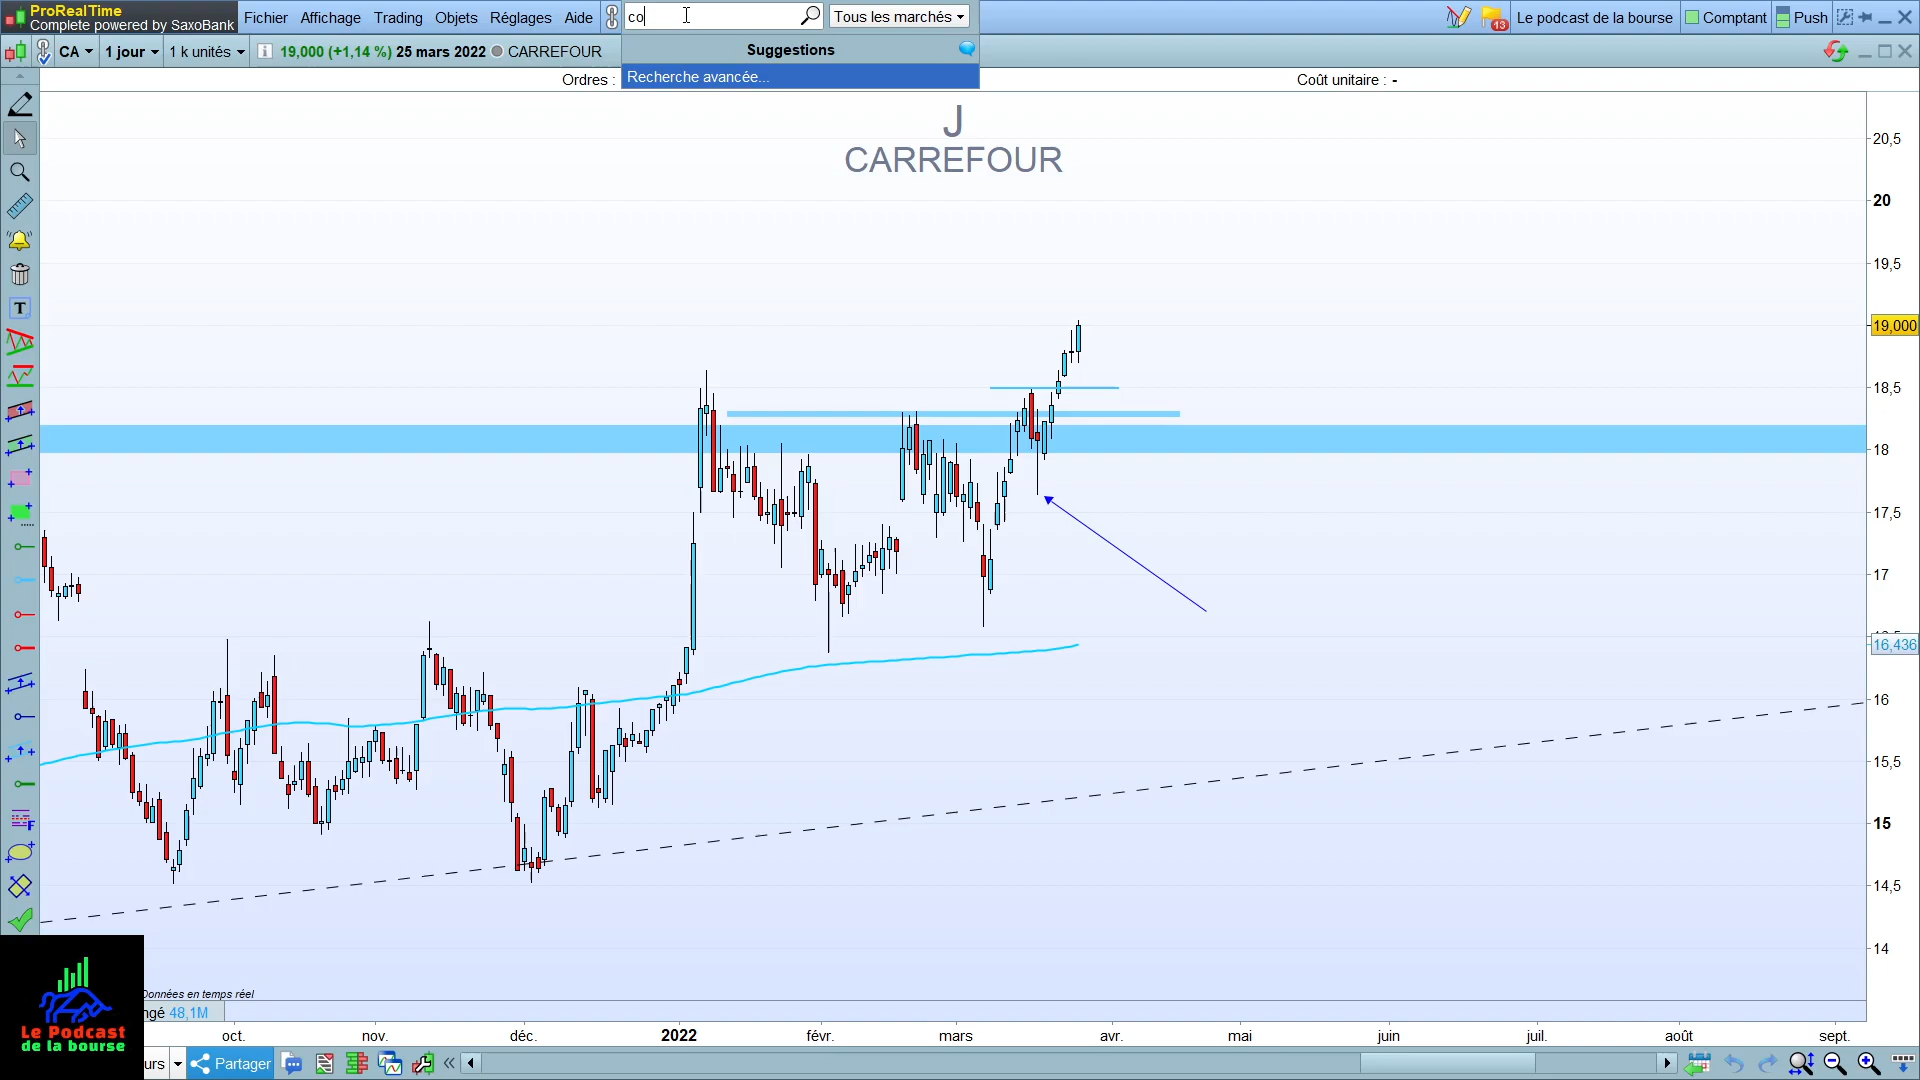 ProRealTime
Complete powered by SaxoBank
Fichier Affichage Trading Objets Réglages Aide
co
Tous les marchés
13
Le podcast de la bourse
Comptant
Push
CA
1 jour
1 k unités
19,000 (+1,14 %) 25 mars 2022 CARREFOUR
Suggestions
Recherche avancée...
Ordres :
Coût unitaire : -
J
CARREFOUR
20,5
20
19,5
19,000
18,5
18
17,5
17
16,436
16
15,5
15
14,5
14
T
F
Données en temps réel
ngé 48,1M
oct. nov. déc. 2022 févr. mars avr. mai juin juil. août sept.
Le Podcast
de la bourse
urs
Partager